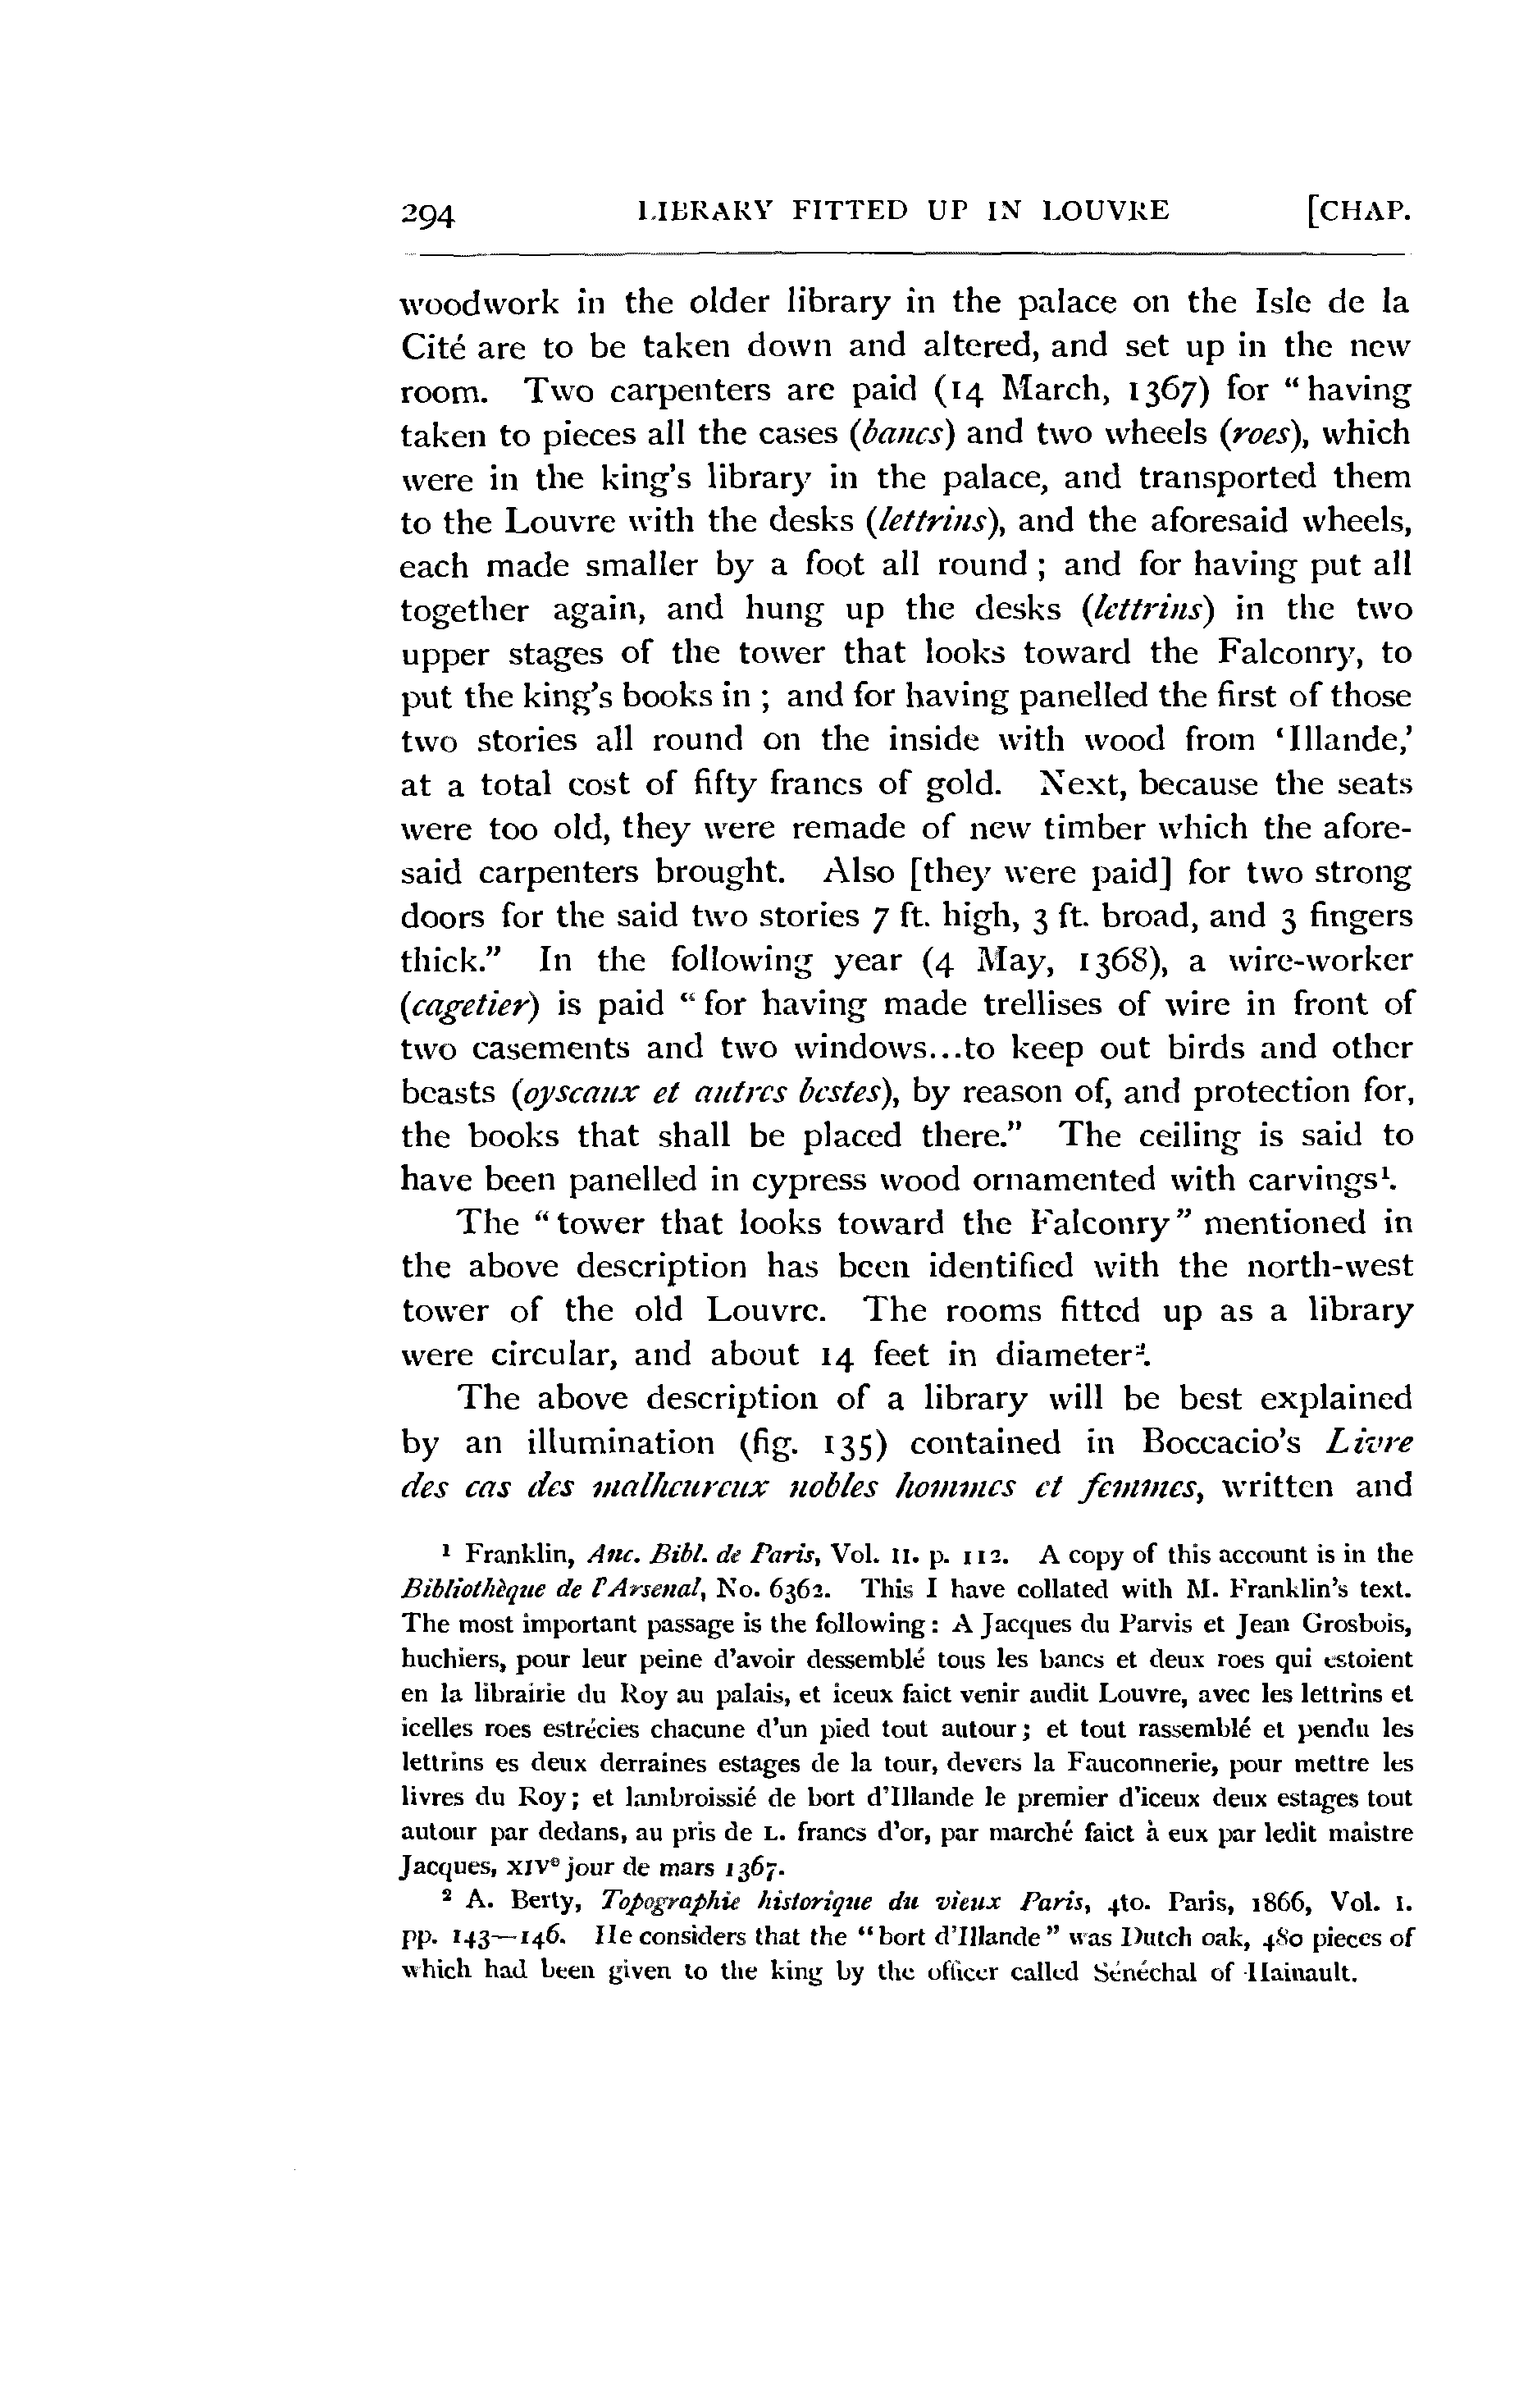 294 LIBRARY FITTED UP IN LOUVRE [CHAP.
woodwork in the older library in the palace on the Isle de la
Cité are to be taken down and altered, and set up in the new
room. Two carpenters are paid (14 March, 1367) for “having
taken to pieces all the cases (bancs) and two wheels (roes), which
were in the king's library in the palace, and transported them
to the Louvre with the desks (lettrins), and the aforesaid wheels,
each made smaller by a foot all round; and for having put all
together again, and hung up the desks (lettrins) in the two
upper stages of the tower that looks toward the Falconry, to
put the king's books in; and for having panelled the first of those
two stories all round on the inside with wood from ‘Illande,’
at a total cost of fifty francs of gold. Next, because the seats
were too old, they were remade of new timber which the afore-
said carpenters brought. Also [they were paid] for two strong
doors for the said two stories 7 ft. high, 3 ft. broad, and 3 fingers
thick.” In the following year (4 May, 1368), a wire-worker
(cagetier) is paid “for having made trellises of wire in front of
two casements and two windows...to keep out birds and other
beasts (oyseaux et autres bestes), by reason of, and protection for,
the books that shall be placed there.” The ceiling is said to
have been panelled in cypress wood ornamented with carvings¹.
The “tower that looks toward the Falconry” mentioned in
the above description has been identified with the north-west
tower of the old Louvre. The rooms fitted up as a library
were circular, and about 14 feet in diameter².
The above description of a library will be best explained
by an illumination (fig. 135) contained in Boccacio's Livre
des cas des malheureux nobles hommes et femmes, written and
¹ Franklin, Anc. Bibl. de Paris, Vol. II. p. 112. A copy of this account is in the
Bibliothèque de l'Arsenal, No. 6362. This I have collated with M. Franklin's text.
The most important passage is the following: A Jacques du Parvis et Jean Grosbois,
huchiers, pour leur peine d'avoir dessemblé tous les bancs et deux roes qui estoient
en la librairie du Roy au palais, et iceux faict venir audit Louvre, avec les lettrins et
icelles roes estrécies chacune d'un pied tout autour; et tout rassemblé et pendu les
lettrins es deux derraines estages de la tour, devers la Fauconnerie, pour mettre les
livres du Roy; et lambroissié de bort d'Illande le premier d'iceux deux estages tout
autour par dedans, au pris de L. francs d'or, par marché faict à eux par ledit maistre
Jacques, XIVe jour de mars 1367.
² A. Berty, Topographie historique du vieux Paris, 4to. Paris, 1866, Vol. I.
pp. 143—146. He considers that the “bort d'Illande” was Dutch oak, 480 pieces of
which had been given to the king by the officer called Sénéchal of Hainault.